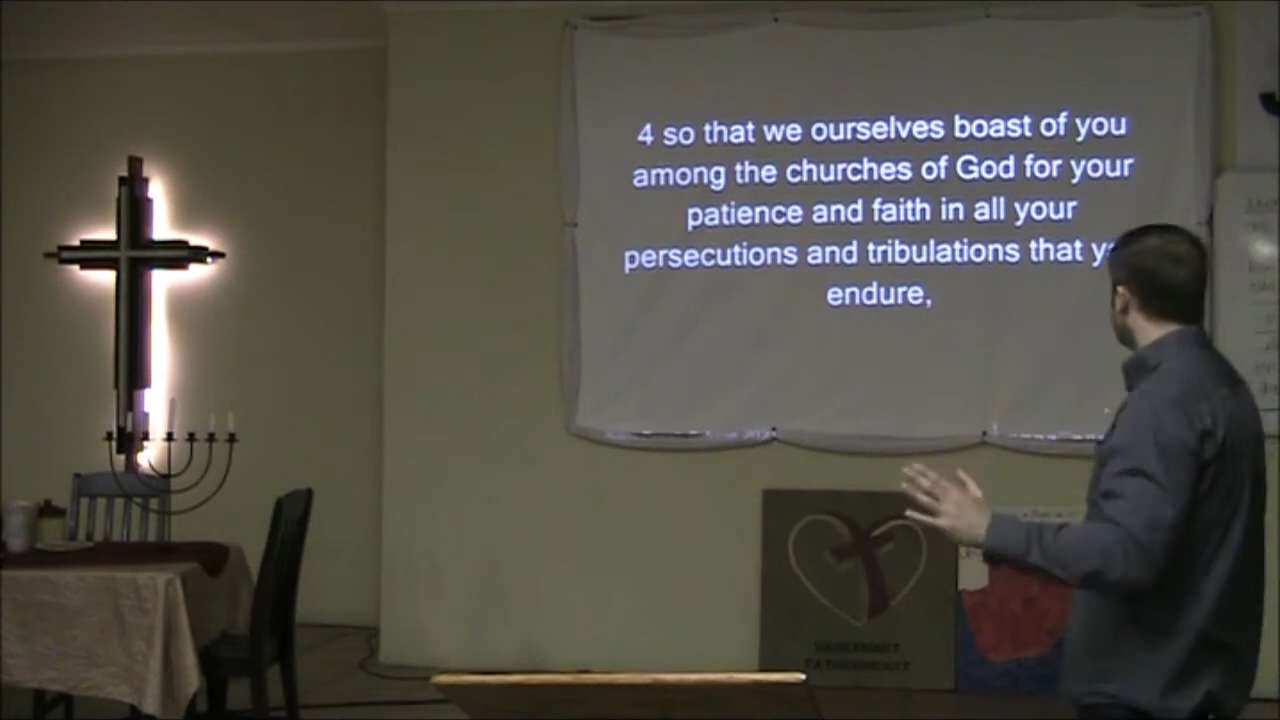 4 so that we ourselves boast of you
among the churches of God for your
patience and faith in all your
persecutions and tribulations that
endure,